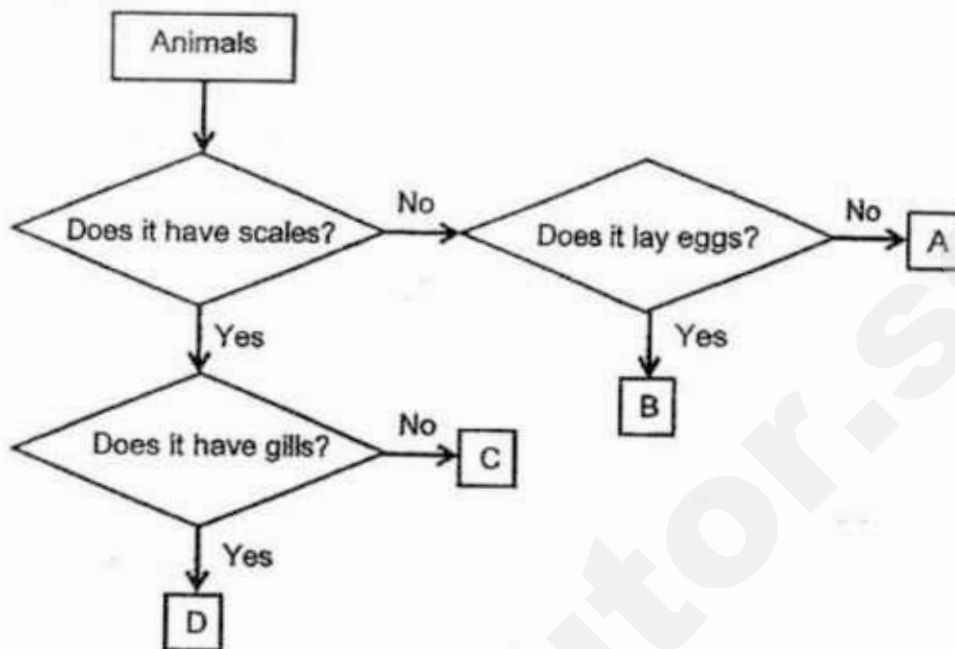 Animals
Does it have scales?
No
Does it lay eggs?
No
A
Yes
Yes
B
Does it have gills?
No
C
Yes
D
utor.s